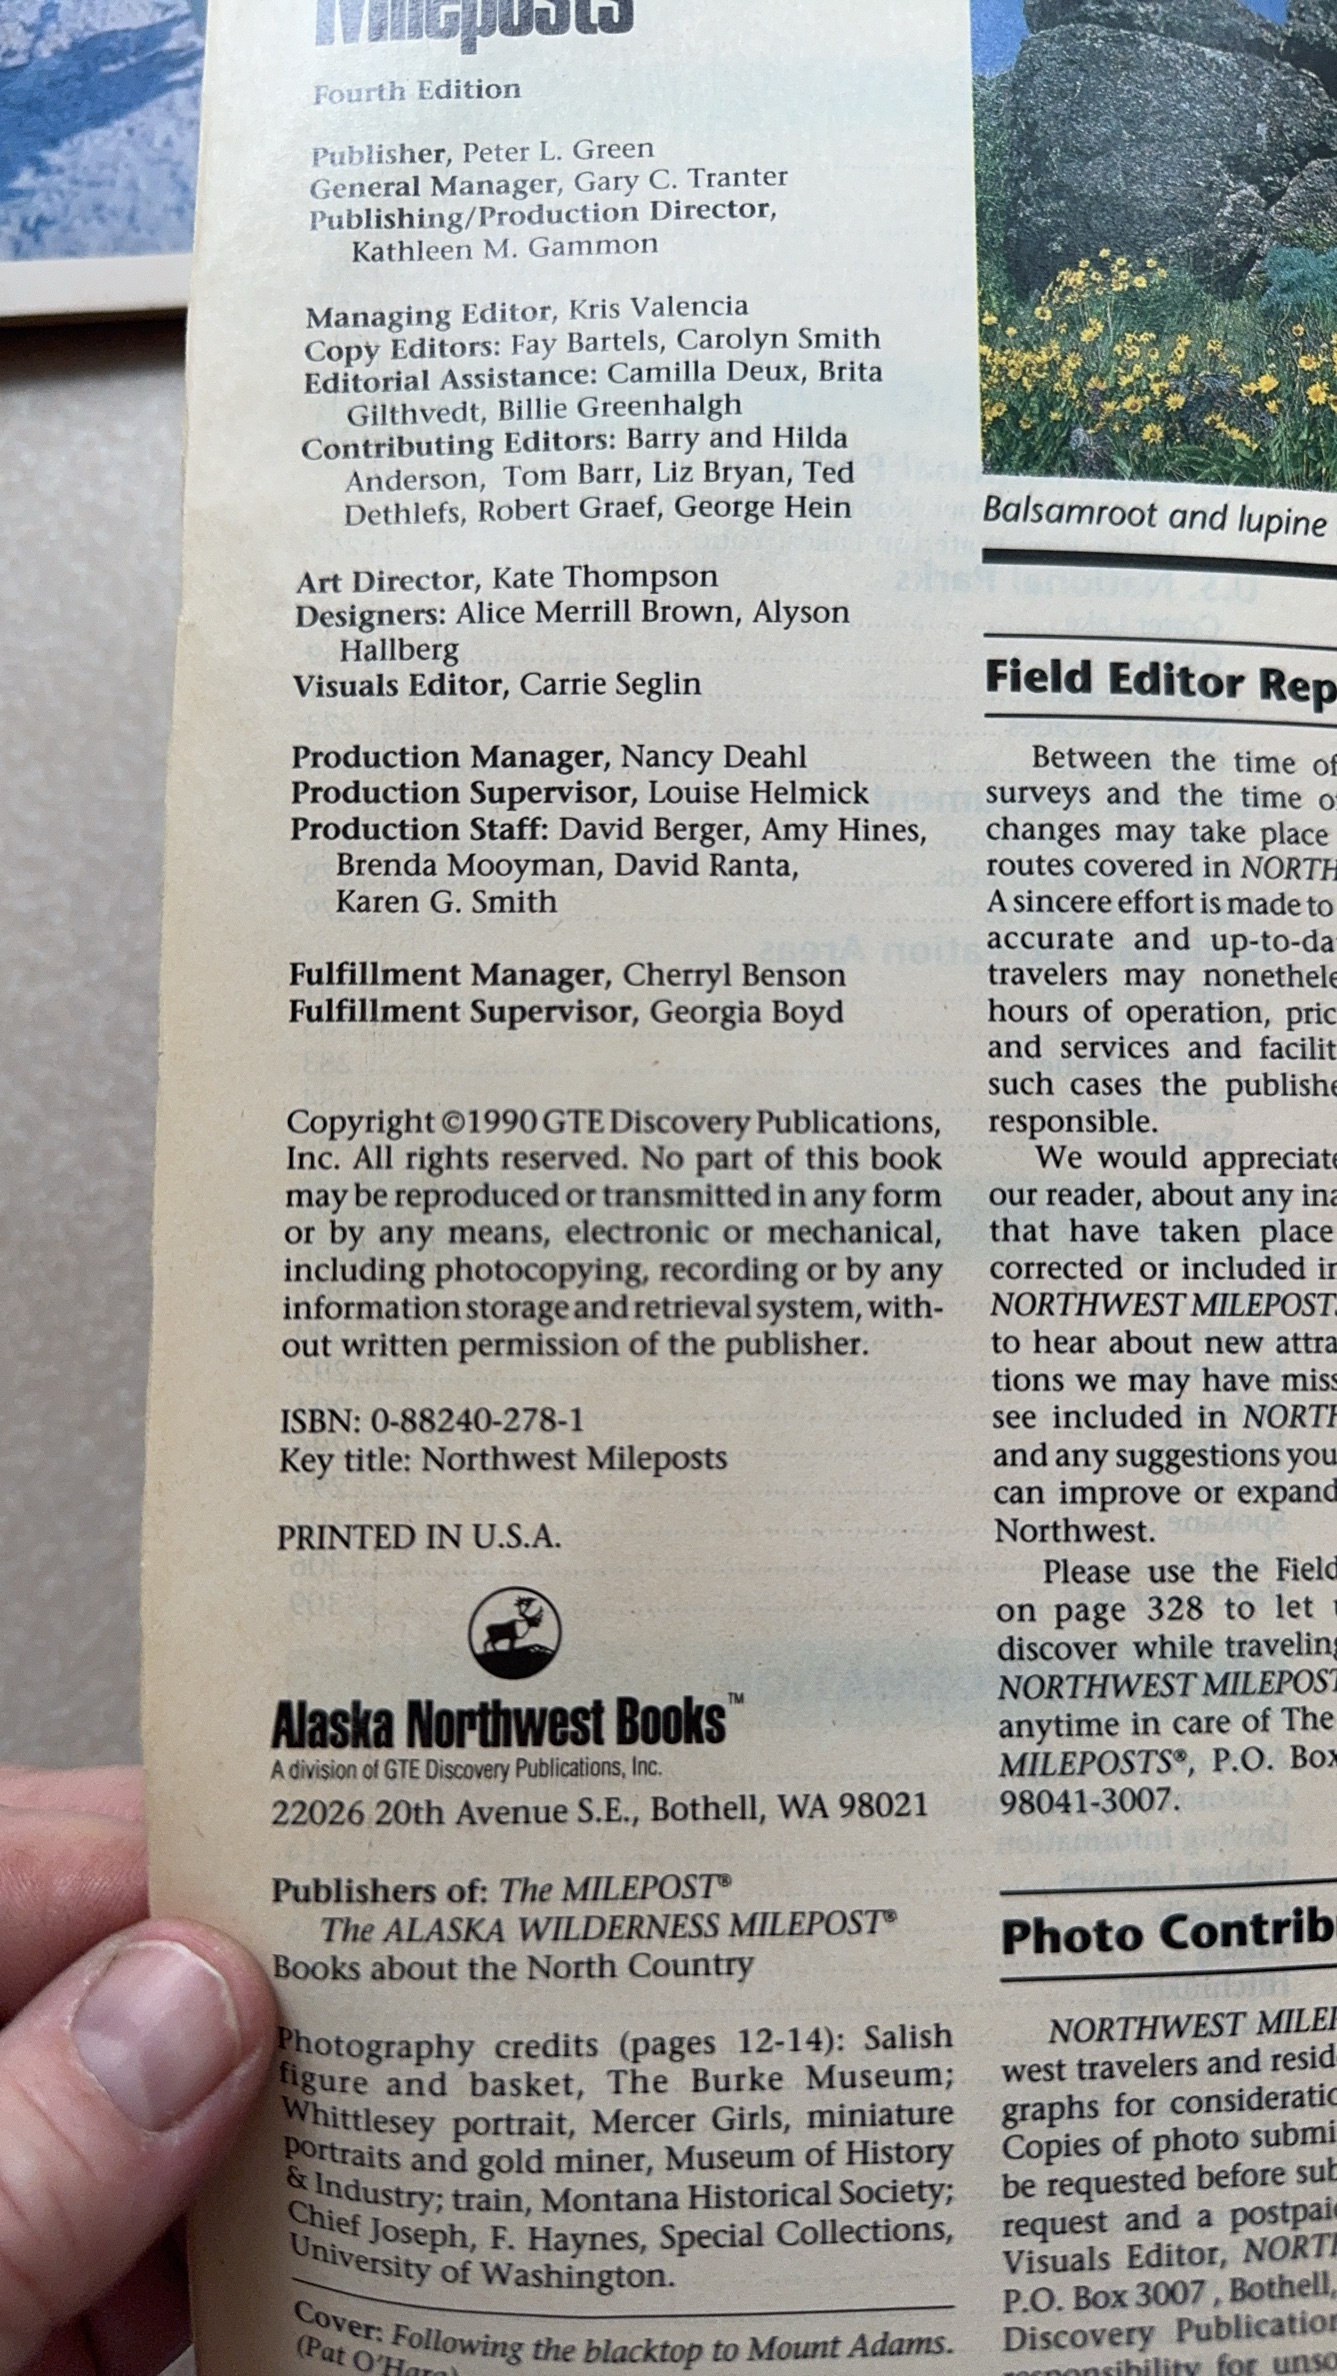 Mileposts
Fourth Edition
Publisher, Peter L. Green
General Manager, Gary C. Tranter
Publishing/Production Director,
Kathleen M. Gammon
Managing Editor, Kris Valencia
Copy Editors: Fay Bartels, Carolyn Smith
Editorial Assistance: Camilla Deux, Brita
Gilthvedt, Billie Greenhalgh
Contributing Editors: Barry and Hilda
Anderson, Tom Barr, Liz Bryan, Ted
Dethlefs, Robert Graef, George Hein
Art Director, Kate Thompson
Designers: Alice Merrill Brown, Alyson
Hallberg
Visuals Editor, Carrie Seglin
Production Manager, Nancy Deahl
Production Supervisor, Louise Helmick
Production Staff: David Berger, Amy Hines,
Brenda Mooyman, David Ranta,
Karen G. Smith
Fulfillment Manager, Cherryl Benson
Fulfillment Supervisor, Georgia Boyd
Copyright ©1990 GTE Discovery Publications,
Inc. All rights reserved. No part of this book
may be reproduced or transmitted in any form
or by any means, electronic or mechanical,
including photocopying, recording or by any
information storage and retrieval system, with-
out written permission of the publisher.
ISBN: 0-88240-278-1
Key title: Northwest Mileposts
PRINTED IN U.S.A.
Alaska Northwest Books™
A division of GTE Discovery Publications, Inc.
22026 20th Avenue S.E., Bothell, WA 98021
Publishers of: The MILEPOST®
The ALASKA WILDERNESS MILEPOST®
Books about the North Country
Photography credits (pages 12-14): Salish
figure and basket, The Burke Museum;
Whittlesey portrait, Mercer Girls, miniature
portraits and gold miner, Museum of History
& Industry; train, Montana Historical Society;
Chief Joseph, F. Haynes, Special Collections,
University of Washington.
Cover: Following the blacktop to Mount Adams.
(Pat O'Hara)
Balsamroot and lupine
Field Editor Rep
Between the time of
surveys and the time o
changes may take place
routes covered in NORTH
A sincere effort is made to
accurate and up-to-da
travelers may nonethele
hours of operation, pric
and services and facilit
such cases the publishe
responsible.
We would appreciate
our reader, about any ina
that have taken place
corrected or included in
NORTHWEST MILEPOST
to hear about new attra
tions we may have miss
see included in NORTH
and any suggestions you
can improve or expand
Northwest.
Please use the Field
on page 328 to let
discover while traveling
NORTHWEST MILEPOST
anytime in care of The
MILEPOSTS®, P.O. Box
98041-3007.
Photo Contrib
NORTHWEST MILEP
west travelers and resid
graphs for consideratio
Copies of photo submi
be requested before sub
request and a postpaid
Visuals Editor, NORTH
P.O. Box 3007, Bothell,
Discovery Publication
responsibility for unso